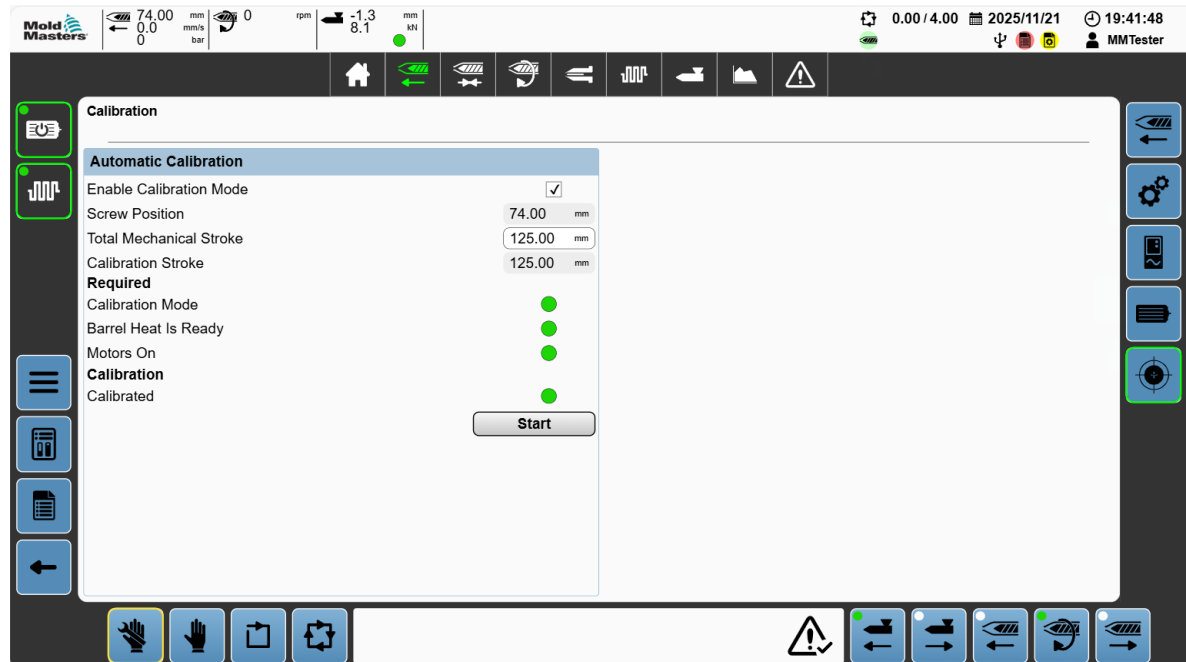 Mold
Masters
74.00 mm
0.0 mm/s
0 bar
0 rpm
-1.3 mm
8.1 kN
0.00 / 4.00
2025/11/21
19:41:48
MMTester
Calibration
Automatic Calibration
Enable Calibration Mode
Screw Position 74.00 mm
Total Mechanical Stroke 125.00 mm
Calibration Stroke 125.00 mm
Required
Calibration Mode
Barrel Heat Is Ready
Motors On
Calibration
Calibrated
Start